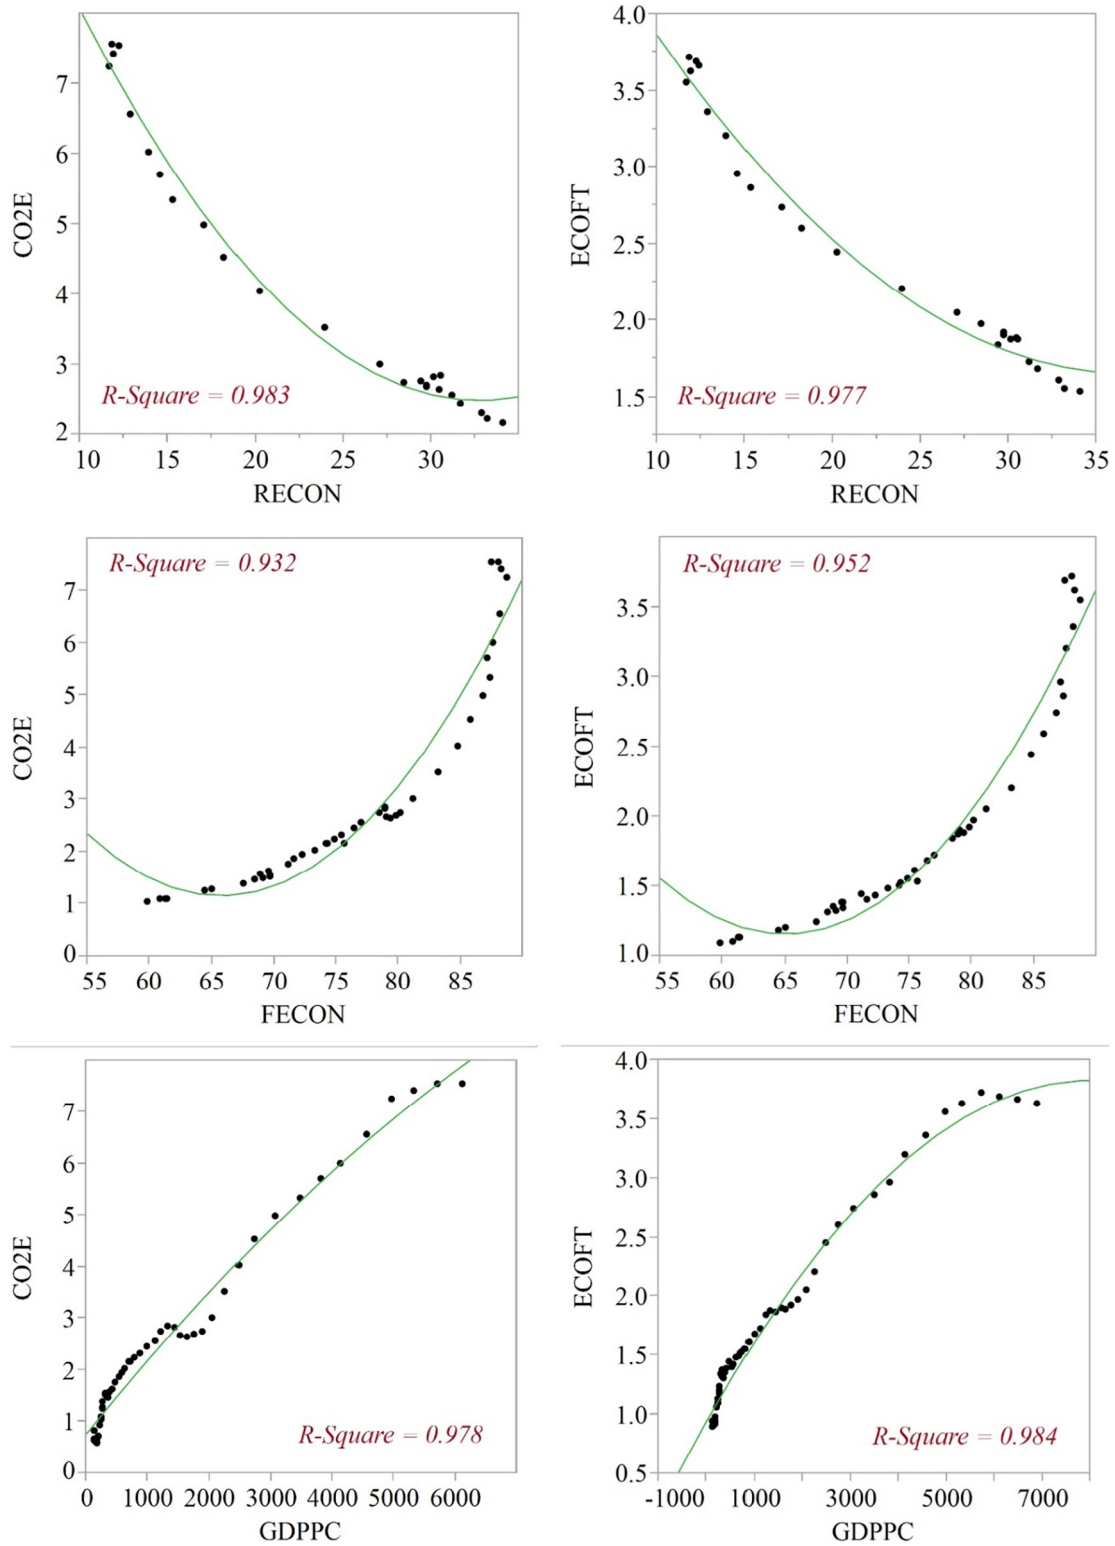 CO2E
7
6
5
4
3
2
R-Square = 0.983
10 15 20 25 30
RECON
ECOFT
4.0
3.5
3.0
2.5
2.0
1.5
R-Square = 0.977
10 15 20 25 30 35
RECON
CO2E
R-Square = 0.932
7
6
5
4
3
2
1
0
55 60 65 70 75 80 85
FECON
ECOFT
R-Square = 0.952
3.5
3.0
2.5
2.0
1.5
1.0
55 60 65 70 75 80 85
FECON
CO2E
7
6
5
4
3
2
1
0
R-Square = 0.978
0 1000 2000 3000 4000 5000 6000
GDPPC
ECOFT
4.0
3.5
3.0
2.5
2.0
1.5
1.0
0.5
R-Square = 0.984
-1000 1000 3000 5000 7000
GDPPC